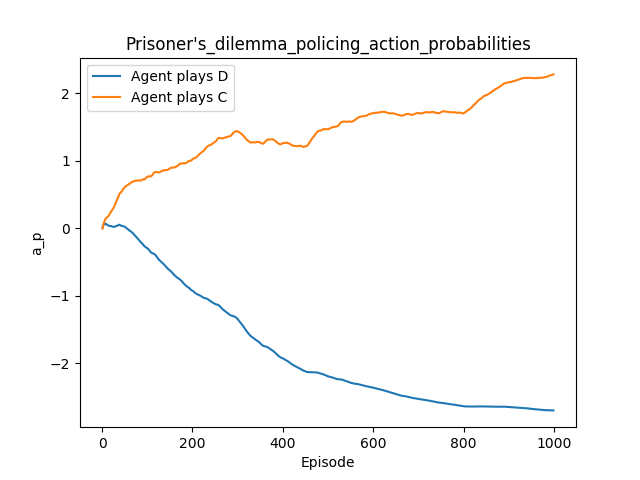 Prisoner's_dilemma_policing_action_probabilities
Agent plays D
Agent plays C
2
1
0
−1
−2
a_p
0 200 400 600 800 1000
Episode